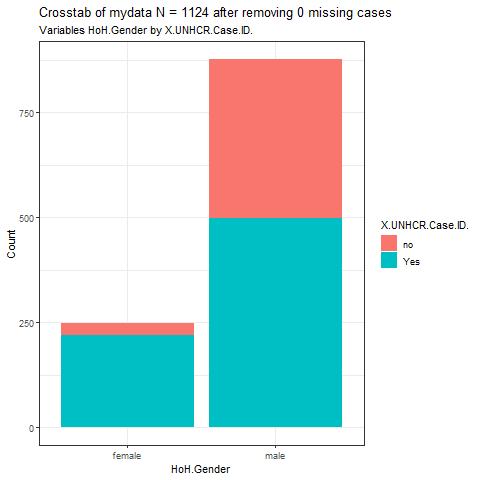 Crosstab of mydata N = 1124 after removing 0 missing cases
Variables HoH.Gender by X.UNHCR.Case.ID.
750
500
250
0
Count
female male
HoH.Gender
X.UNHCR.Case.ID.
no
Yes